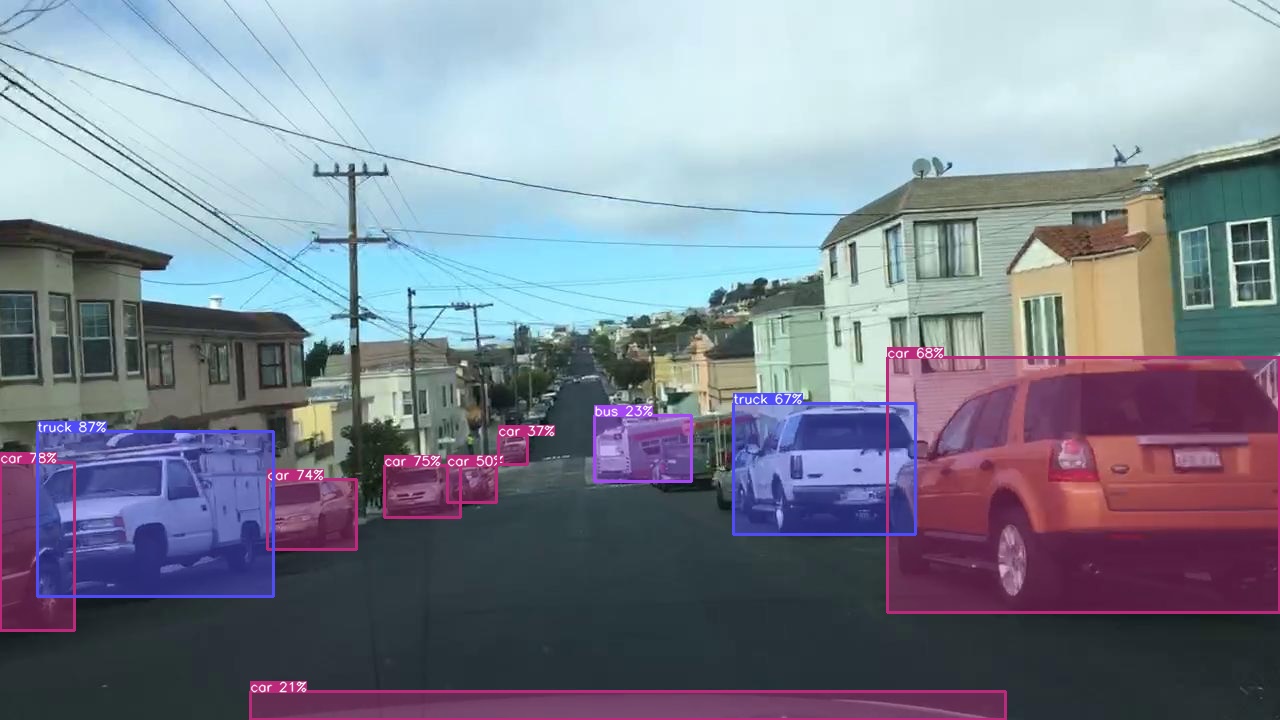 car 68%
truck 67%
bus 23%
truck 87%
car 37%
car 78%
car 75%
car 50%
car 74%
car 21%